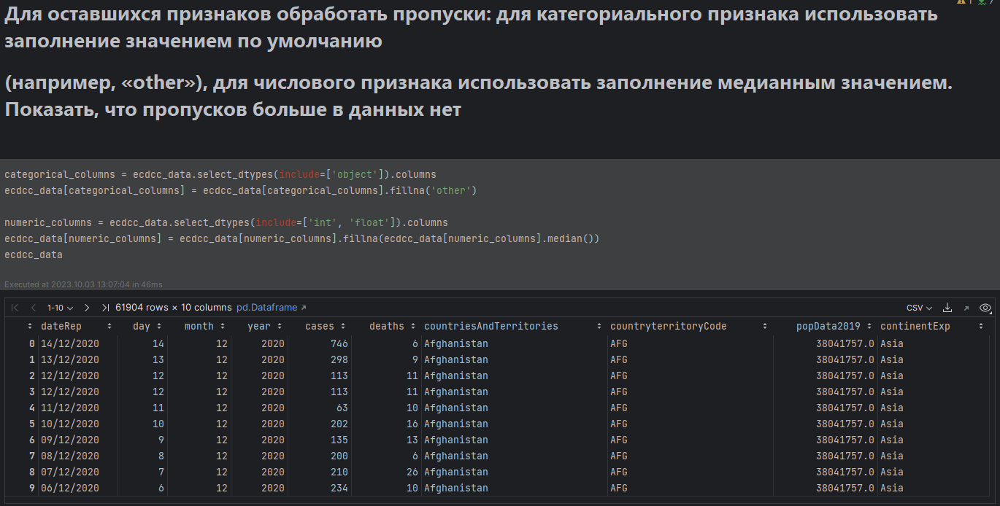 Для оставшихся признаков обработать пропуски: для категориального признака использовать
заполнение значением по умолчанию
(например, «other»), для числового признака использовать заполнение медианным значением.
Показать, что пропусков больше в данных нет
categorical_columns = ecdcc_data.select_dtypes(include=['object']).columns
ecdcc_data[categorical_columns] = ecdcc_data[categorical_columns].fillna('other')
numeric_columns = ecdcc_data.select_dtypes(include=['int', 'float']).columns
ecdcc_data[numeric_columns] = ecdcc_data[numeric_columns].fillna(ecdcc_data[numeric_columns].median())
ecdcc_data
Executed at 2023.10.03 13:07:04 in 46ms
1-10 61904 rows × 10 columns pd.Dataframe CSV
dateRep day month year cases deaths countriesAndTerritories countryterritoryCode popData2019 continentExp
0 14/12/2020 14 12 2020 746 6 Afghanistan AFG 38041757.0 Asia
1 13/12/2020 13 12 2020 298 9 Afghanistan AFG 38041757.0 Asia
2 12/12/2020 12 12 2020 113 11 Afghanistan AFG 38041757.0 Asia
3 12/12/2020 12 12 2020 113 11 Afghanistan AFG 38041757.0 Asia
4 11/12/2020 11 12 2020 63 10 Afghanistan AFG 38041757.0 Asia
5 10/12/2020 10 12 2020 202 16 Afghanistan AFG 38041757.0 Asia
6 09/12/2020 9 12 2020 135 13 Afghanistan AFG 38041757.0 Asia
7 08/12/2020 8 12 2020 200 6 Afghanistan AFG 38041757.0 Asia
8 07/12/2020 7 12 2020 210 26 Afghanistan AFG 38041757.0 Asia
9 06/12/2020 6 12 2020 234 10 Afghanistan AFG 38041757.0 Asia